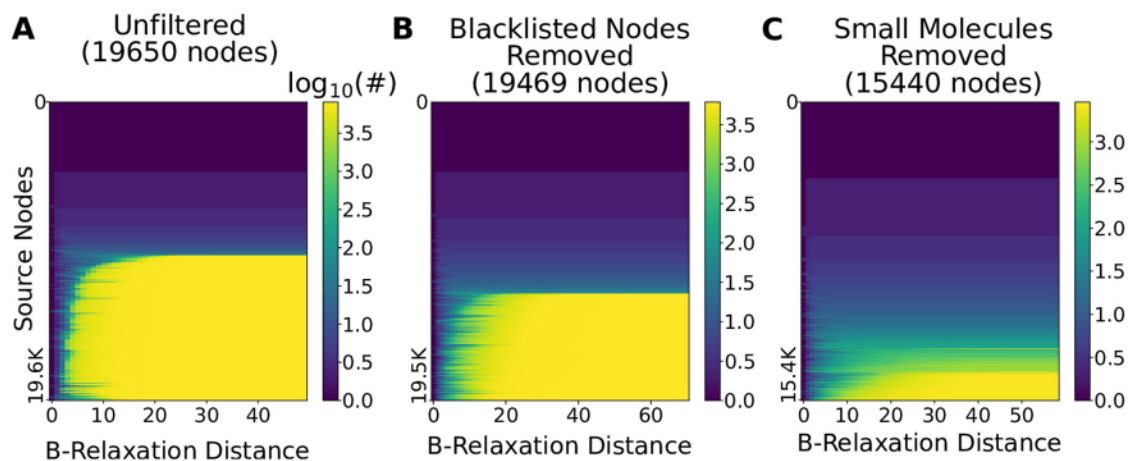 A
Unfiltered
(19650 nodes)
log10(#)
B
Blacklisted Nodes
Removed
(19469 nodes)
C
Small Molecules
Removed
(15440 nodes)
0
Source Nodes
19.6K
0 10 20 30 40
B-Relaxation Distance
3.5
3.0
2.5
2.0
1.5
1.0
0.5
0.0
0
19.5K
0 20 40 60
B-Relaxation Distance
3.5
3.0
2.5
2.0
1.5
1.0
0.5
0.0
0
15.4K
0 10 20 30 40 50
B-Relaxation Distance
3.0
2.5
2.0
1.5
1.0
0.5
0.0